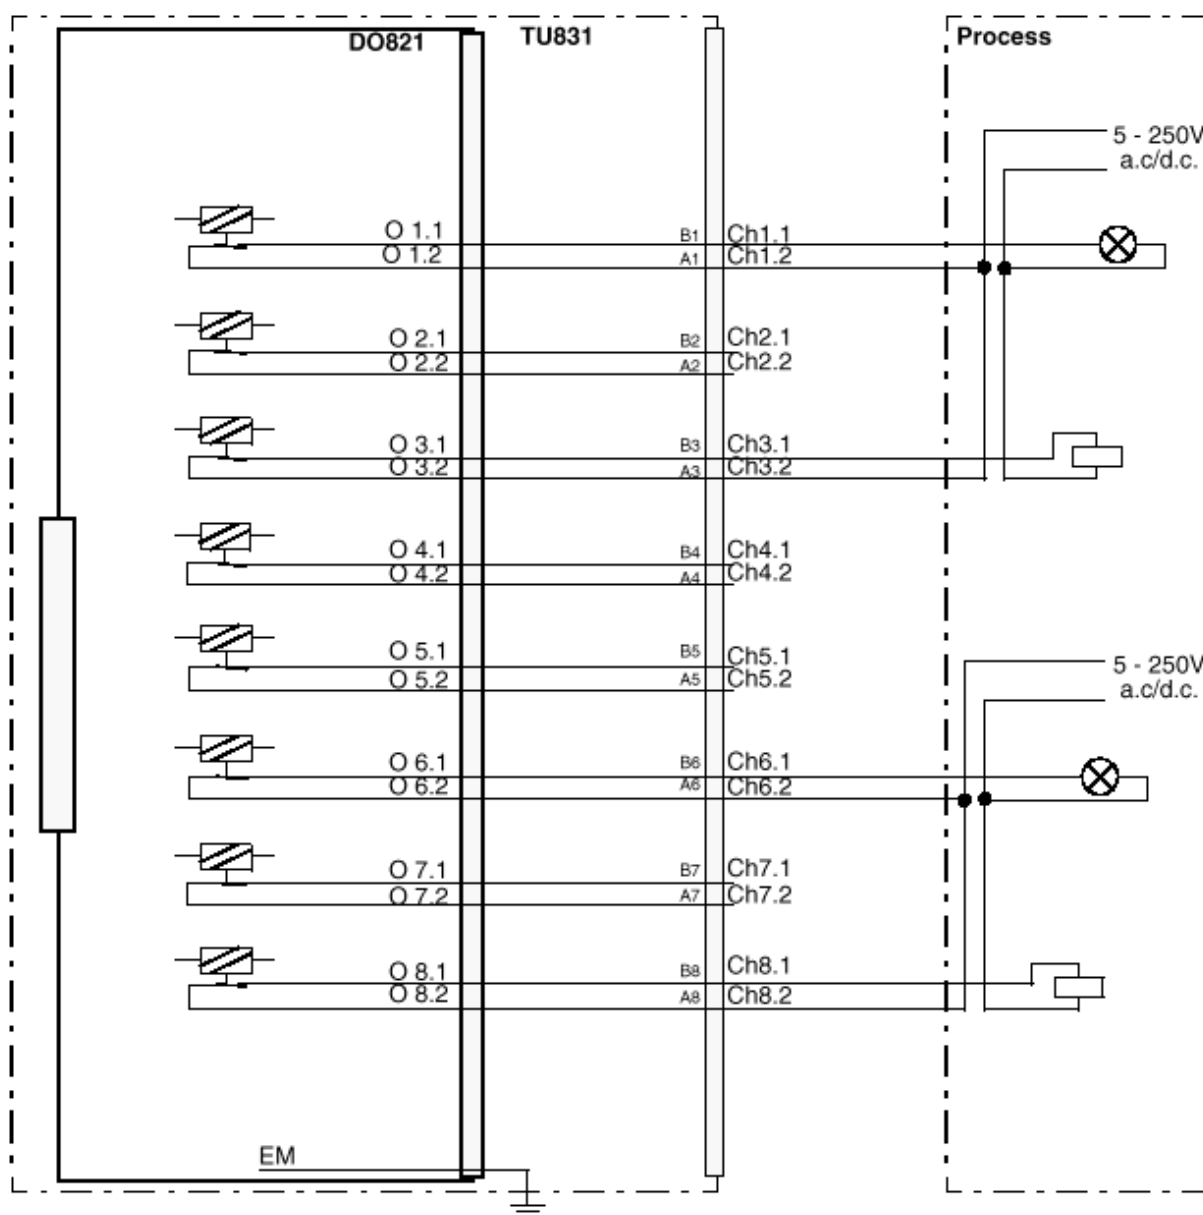 DO821 TU831 Process
5 - 250V
a.c/d.c.
O 1.1 B1 Ch1.1
O 1.2 A1 Ch1.2
O 2.1 B2 Ch2.1
O 2.2 A2 Ch2.2
O 3.1 B3 Ch3.1
O 3.2 A3 Ch3.2
O 4.1 B4 Ch4.1
O 4.2 A4 Ch4.2
O 5.1 B5 Ch5.1
O 5.2 A5 Ch5.2
5 - 250V
a.c/d.c.
O 6.1 B6 Ch6.1
O 6.2 A6 Ch6.2
O 7.1 B7 Ch7.1
O 7.2 A7 Ch7.2
O 8.1 B8 Ch8.1
O 8.2 A8 Ch8.2
EM